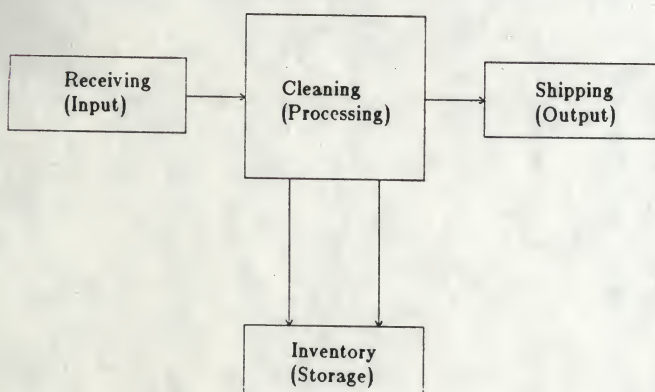 Receiving
(Input)
Cleaning
(Processing)
Shipping
(Output)
Inventory
(Storage)